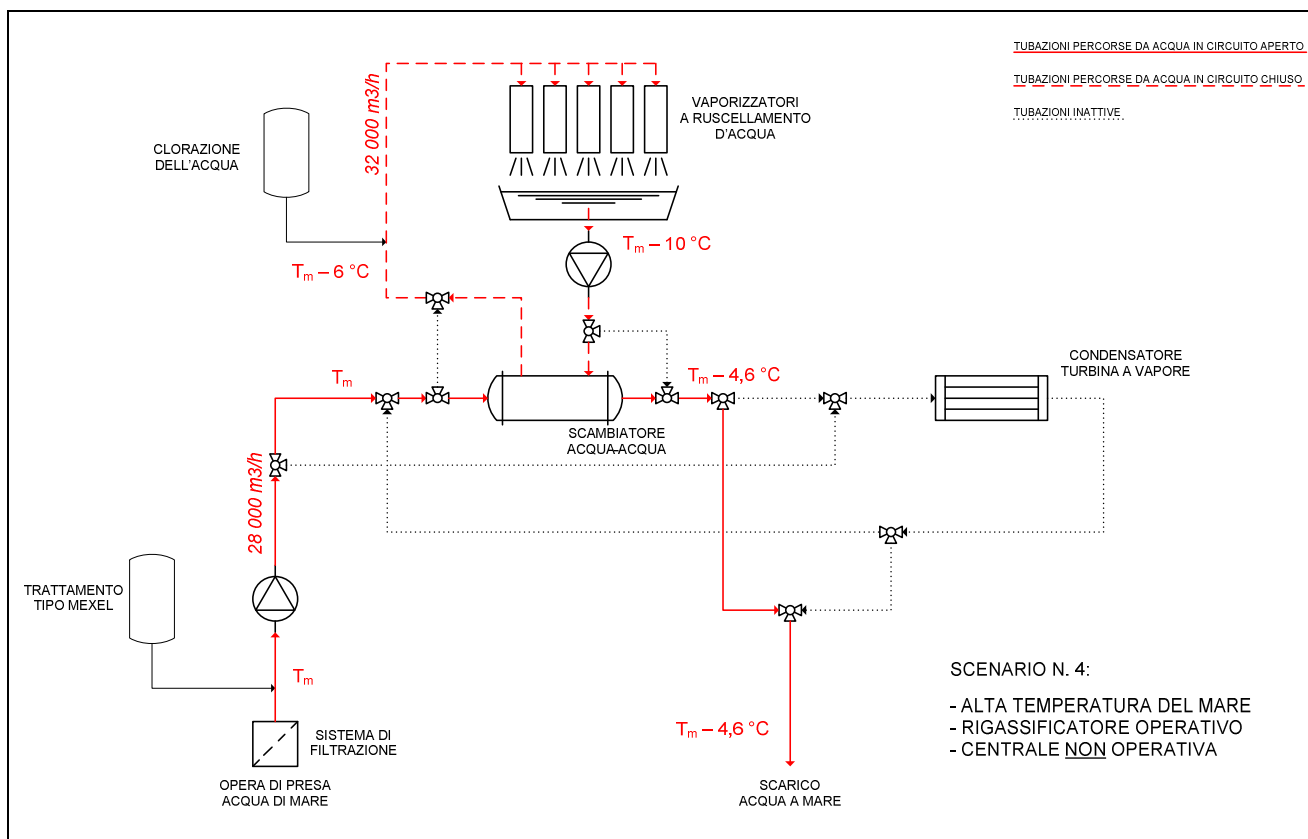 TUBAZIONI PERCORSE DA ACQUA IN CIRCUITO APERTO
TUBAZIONI PERCORSE DA ACQUA IN CIRCUITO CHIUSO
TUBAZIONI INATTIVE
32 000 m3/h
VAPORIZZATORI
A RUSCELLAMENTO
D'ACQUA
CLORAZIONE
DELL'ACQUA
Tm – 10 °C
Tm – 6 °C
Tm
Tm – 4,6 °C
CONDENSATORE
TURBINA A VAPORE
SCAMBIATORE
ACQUA-ACQUA
28 000 m3/h
TRATTAMENTO
TIPO MEXEL
Tm
SISTEMA DI
FILTRAZIONE
OPERA DI PRESA
ACQUA DI MARE
Tm – 4,6 °C
SCARICO
ACQUA A MARE
SCENARIO N. 4:
- ALTA TEMPERATURA DEL MARE
- RIGASSIFICATORE OPERATIVO
- CENTRALE NON OPERATIVA